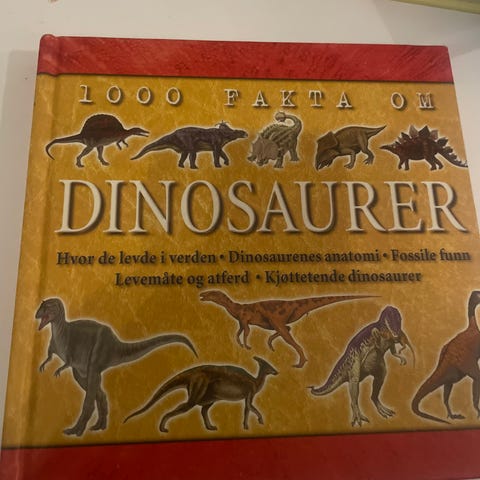 1000 FAKTA OM
DINOSAURER
Hvor de levde i verden • Dinosaurenes anatomi • Fossile funn
Levemåte og atferd • Kjøttetende dinosaurer